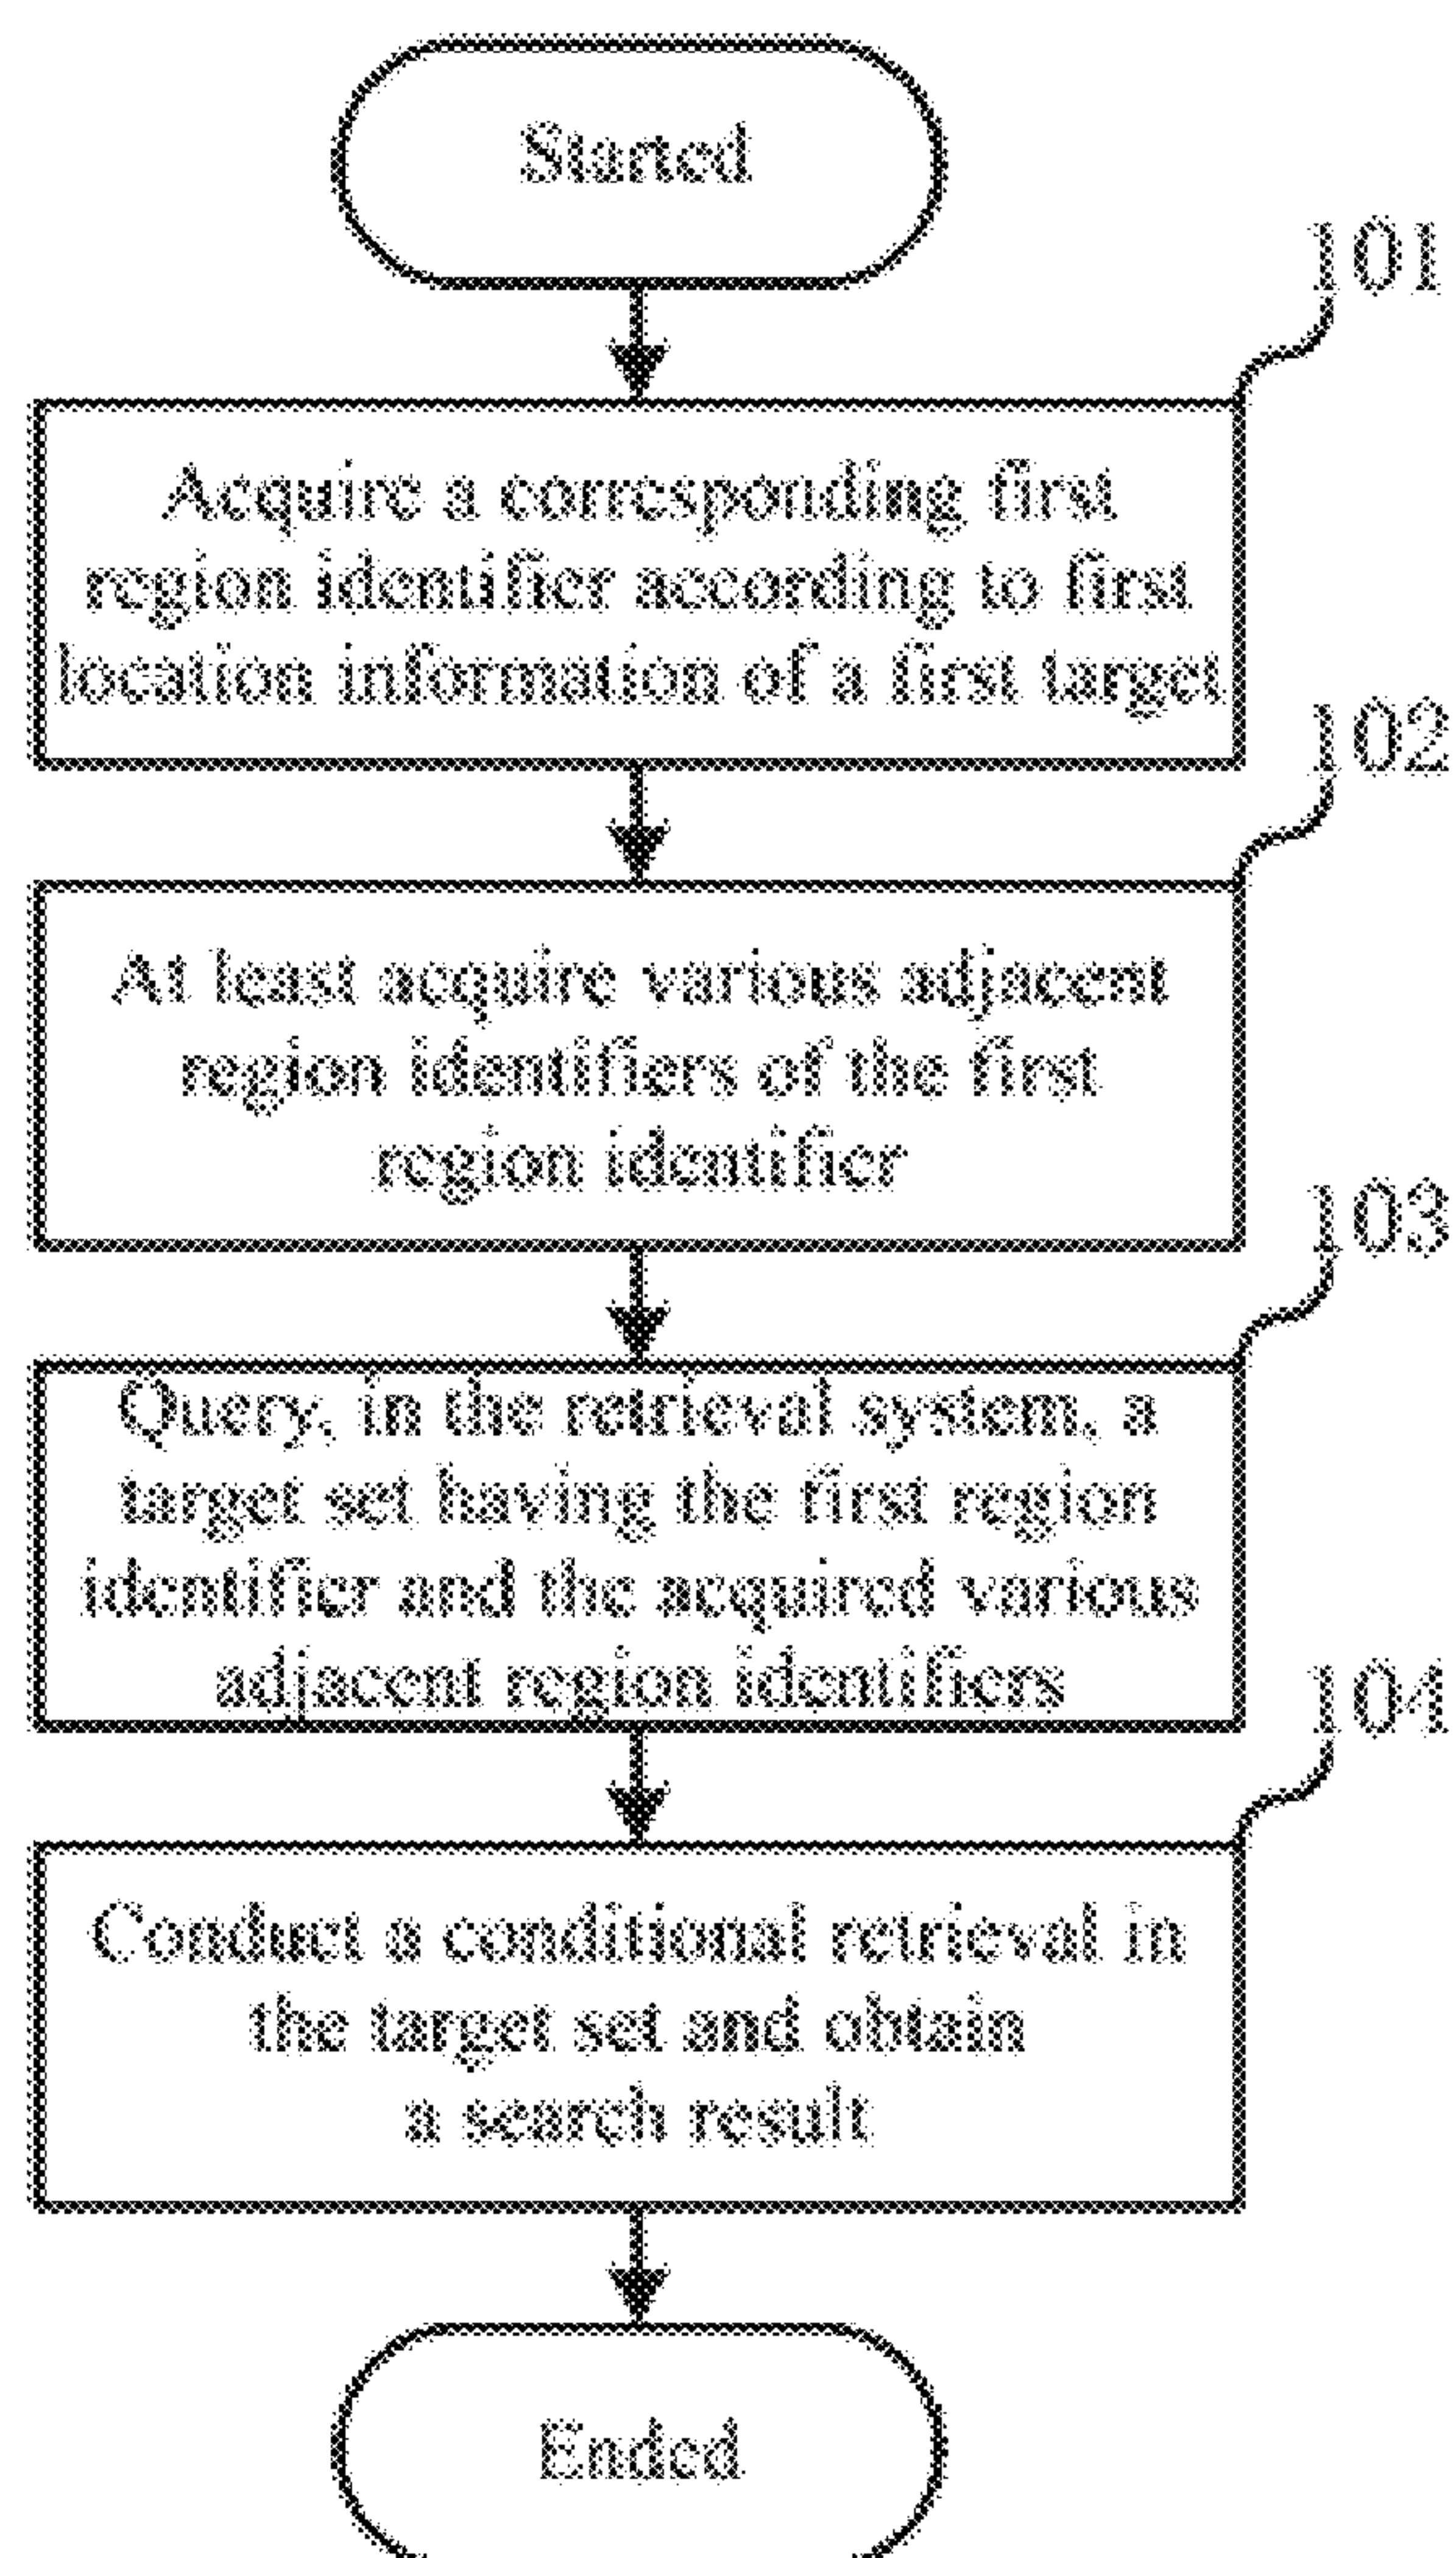 Started
101
Acquire a corresponding first
region identifier according to first
location information of a first target
102
At least acquire various adjacent
region identifiers of the first
region identifier
103
Query, in the retrieval system, a
target set having the first region
identifier and the acquired various
adjacent region identifiers
104
Conduct a conditional retrieval in
the target set and obtain
a search result
Ended